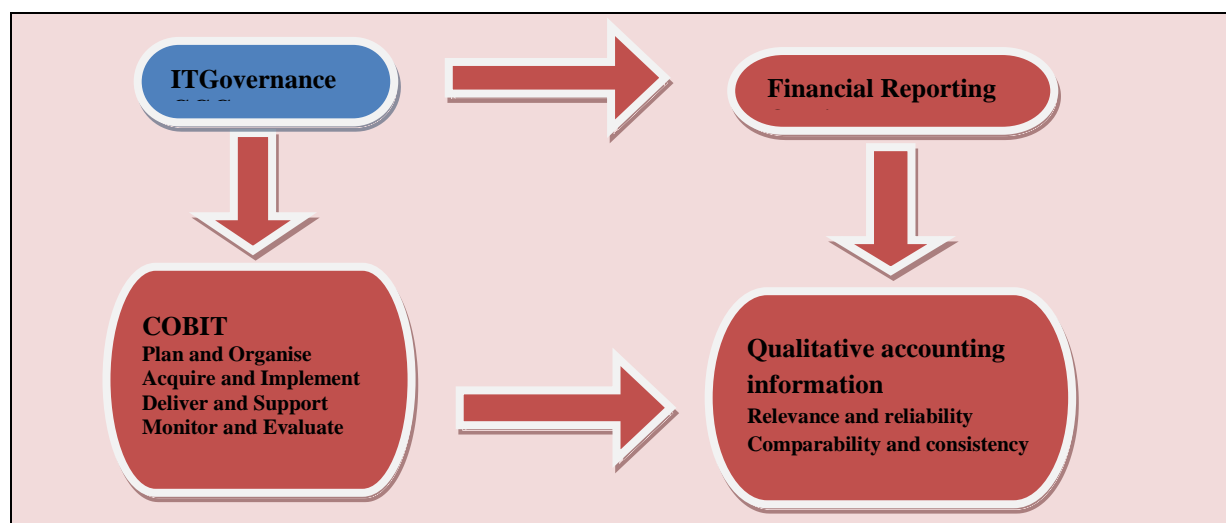 ITGovernance
Financial Reporting
COBIT
Plan and Organise
Acquire and Implement
Deliver and Support
Monitor and Evaluate
Qualitative accounting
information
Relevance and reliability
Comparability and consistency